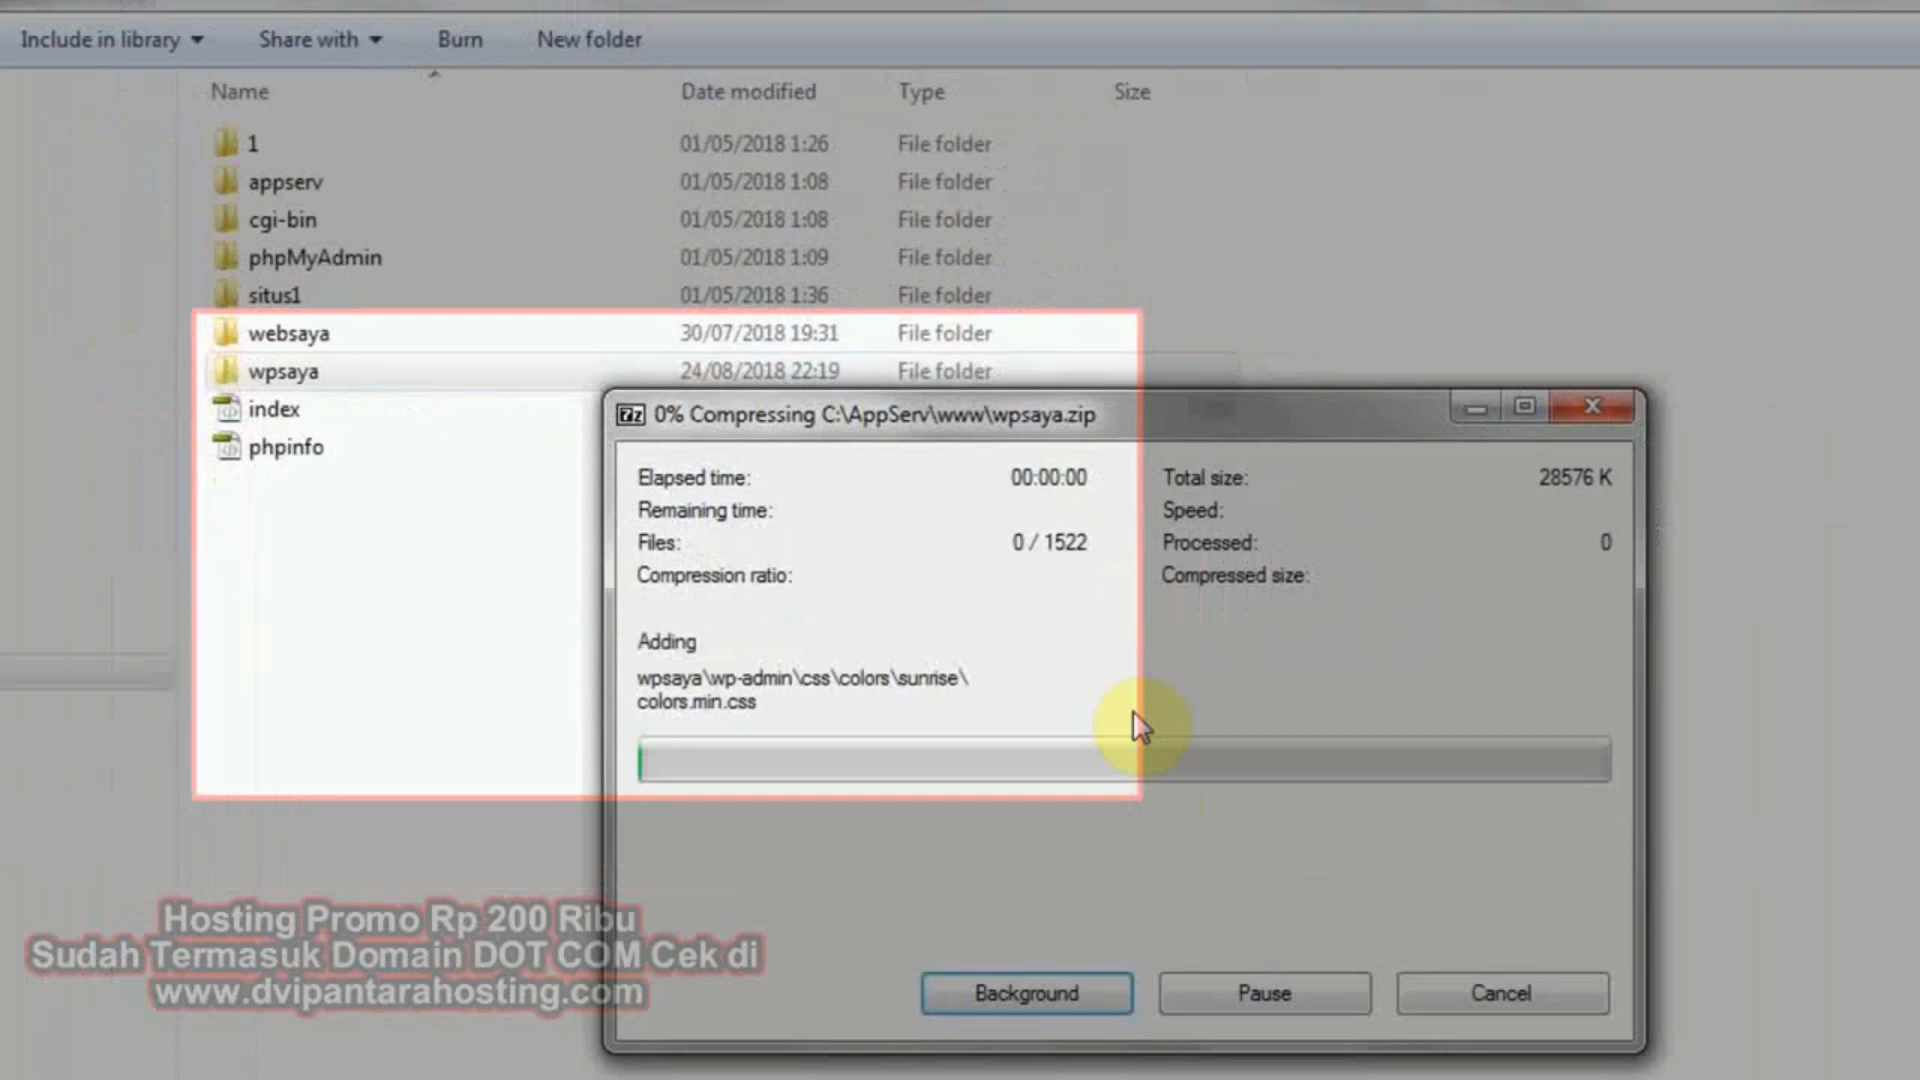 Include in library Share with Burn New folder
Name Date modified Type Size
1 01/05/2018 1:26 File folder
appserv 01/05/2018 1:08 File folder
cgi-bin 01/05/2018 1:08 File folder
phpMyAdmin 01/05/2018 1:09 File folder
situs1 01/05/2018 1:36 File folder
websaya 30/07/2018 19:31 File folder
wpsaya 24/08/2018 22:19 File folder
index
phpinfo
7z 0% Compressing C:\AppServ\www\wpsaya.zip
Elapsed time: 00:00:00 Total size: 28576 K
Remaining time: Speed:
Files: 0 / 1522 Processed: 0
Compression ratio: Compressed size:
Adding
wpsaya\wp-admin\css\colors\sunrise\
colors.min.css
Background Pause Cancel
Hosting Promo Rp 200 Ribu
Sudah Termasuk Domain DOT COM Cek di
www.dvipantarahosting.com